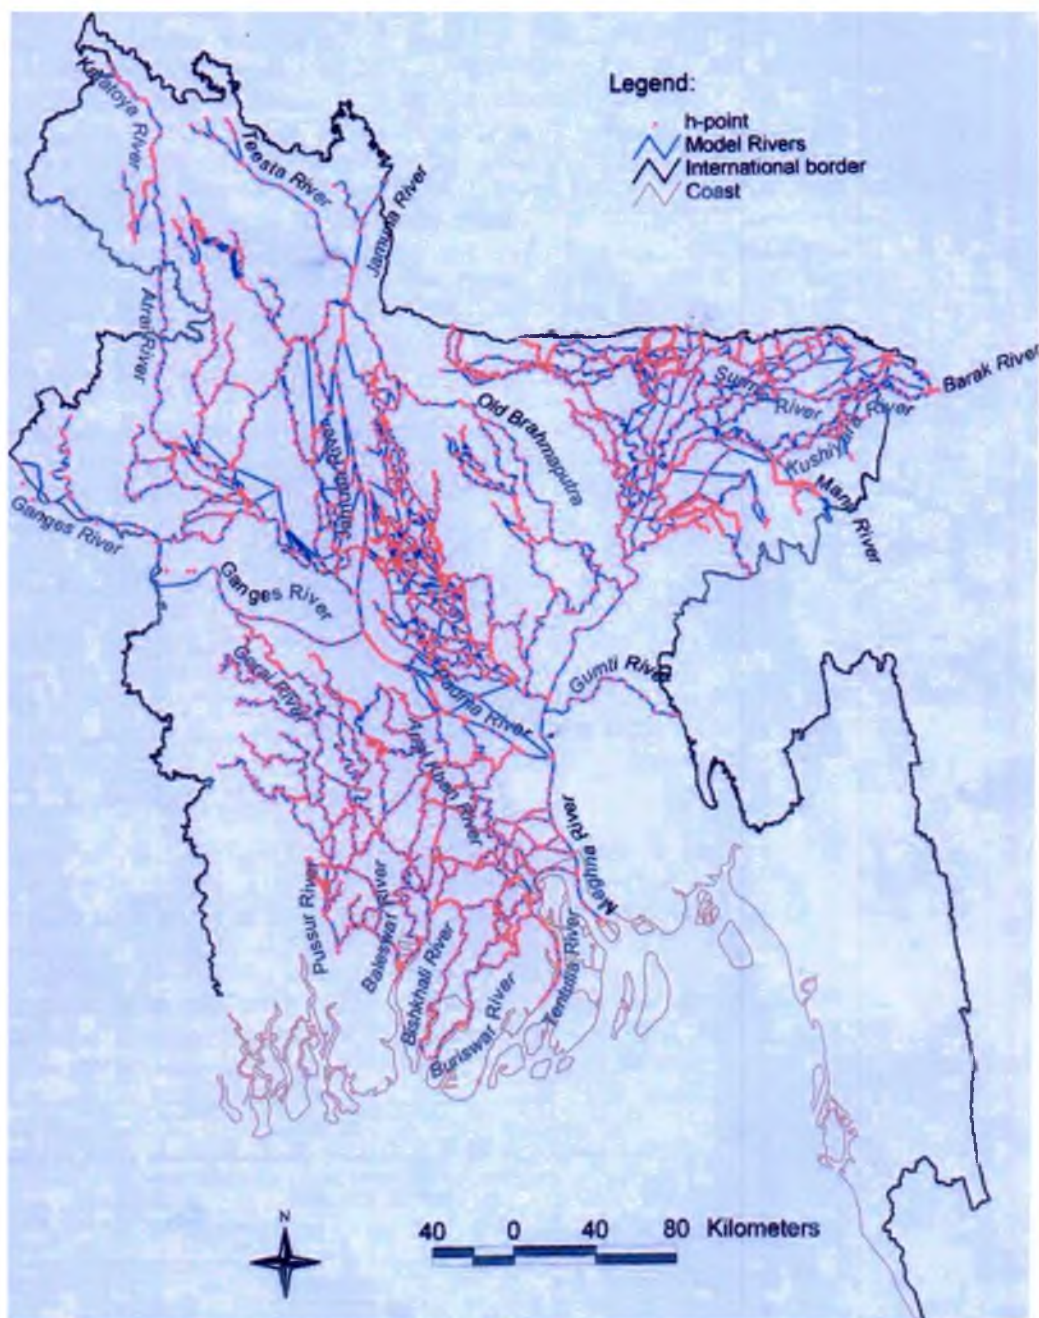 Legend:
h-point
Model Rivers
International border
Coast
Karatoya River
Teesta River
Jamuna River
Atrai River
Barak River
Surma River
Kushiyara River
Old Brahmaputra
Manu River
Jamuna River
Ganges River
Ganges River
Gumti River
Gorai River
Padma River
Arial Khan River
Meghna River
Pussur River
Baleswar River
Bishkhali River
Buriswar River
Tentulia River
N
40 0 40 80 Kilometers